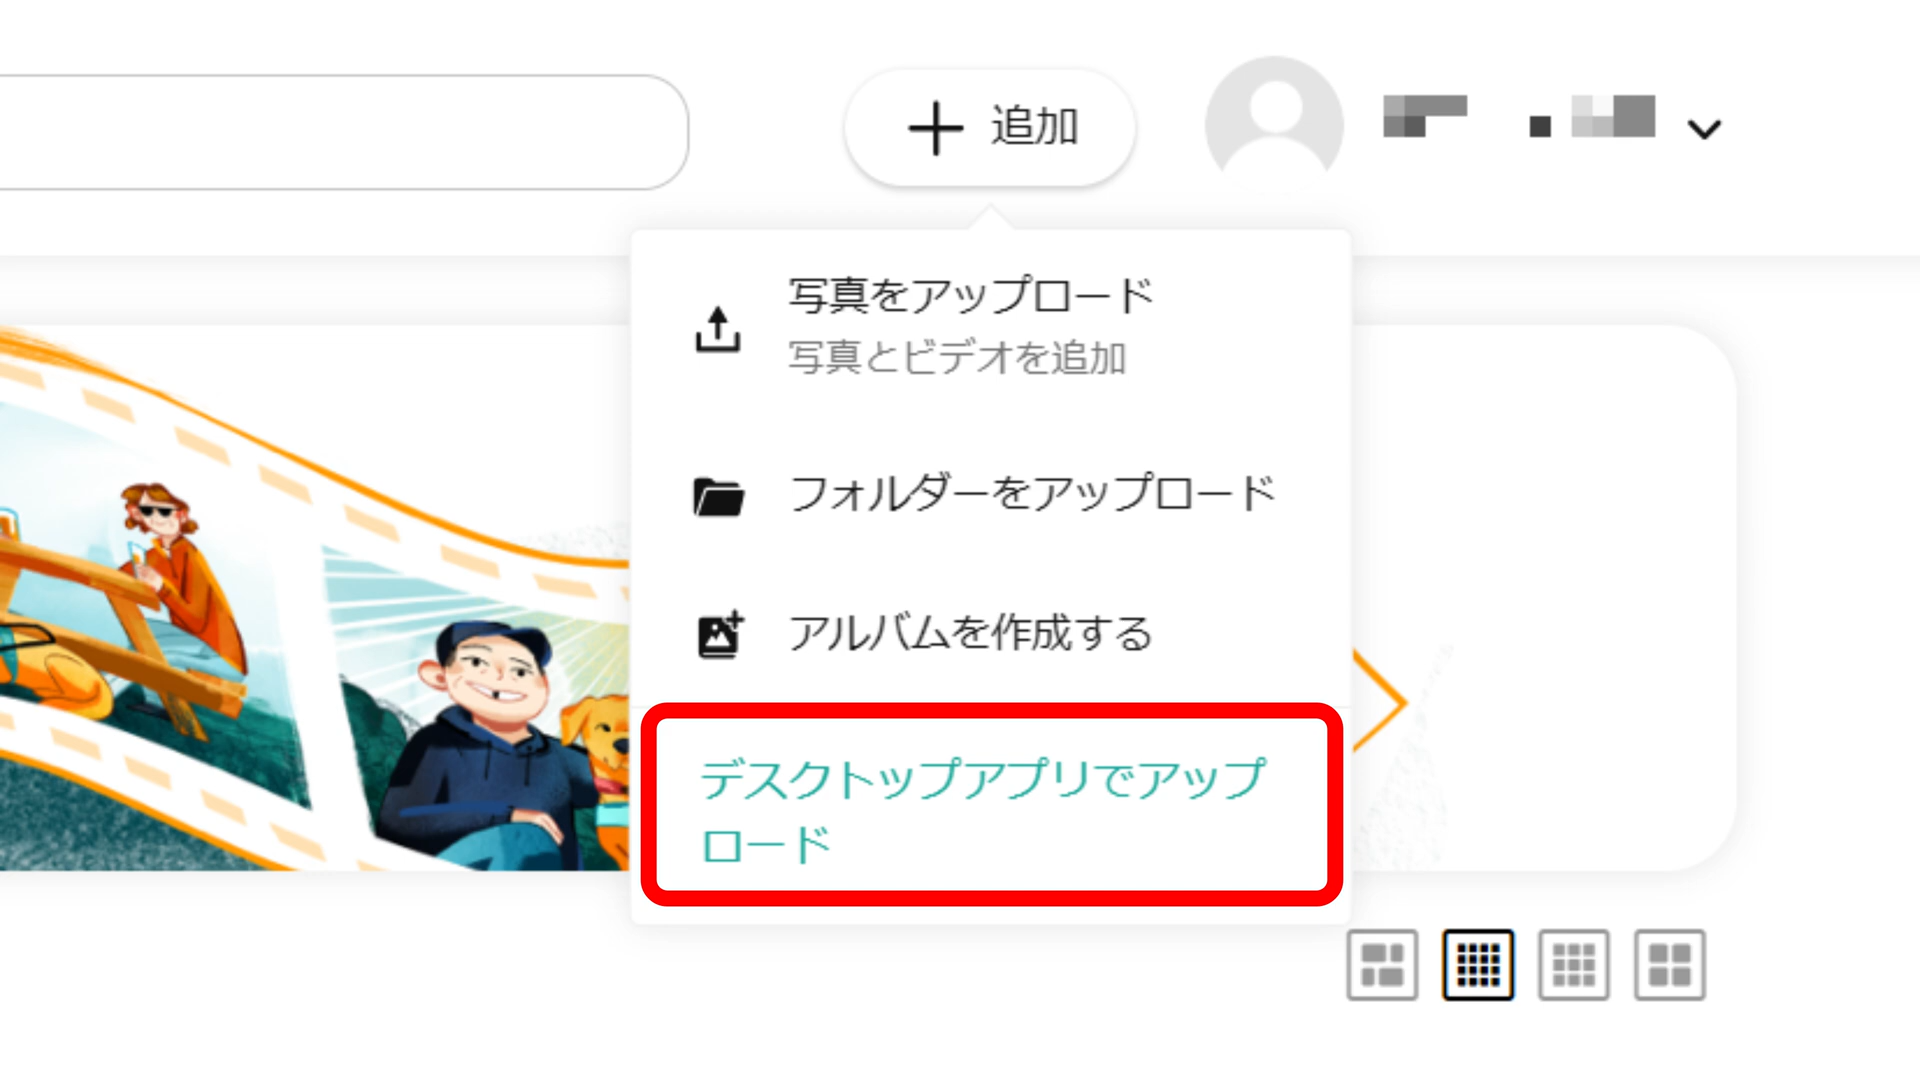 追加
写真をアップロード
写真とビデオを追加
フォルダーをアップロード
アルバムを作成する
デスクトップアプリでアップ
ロード